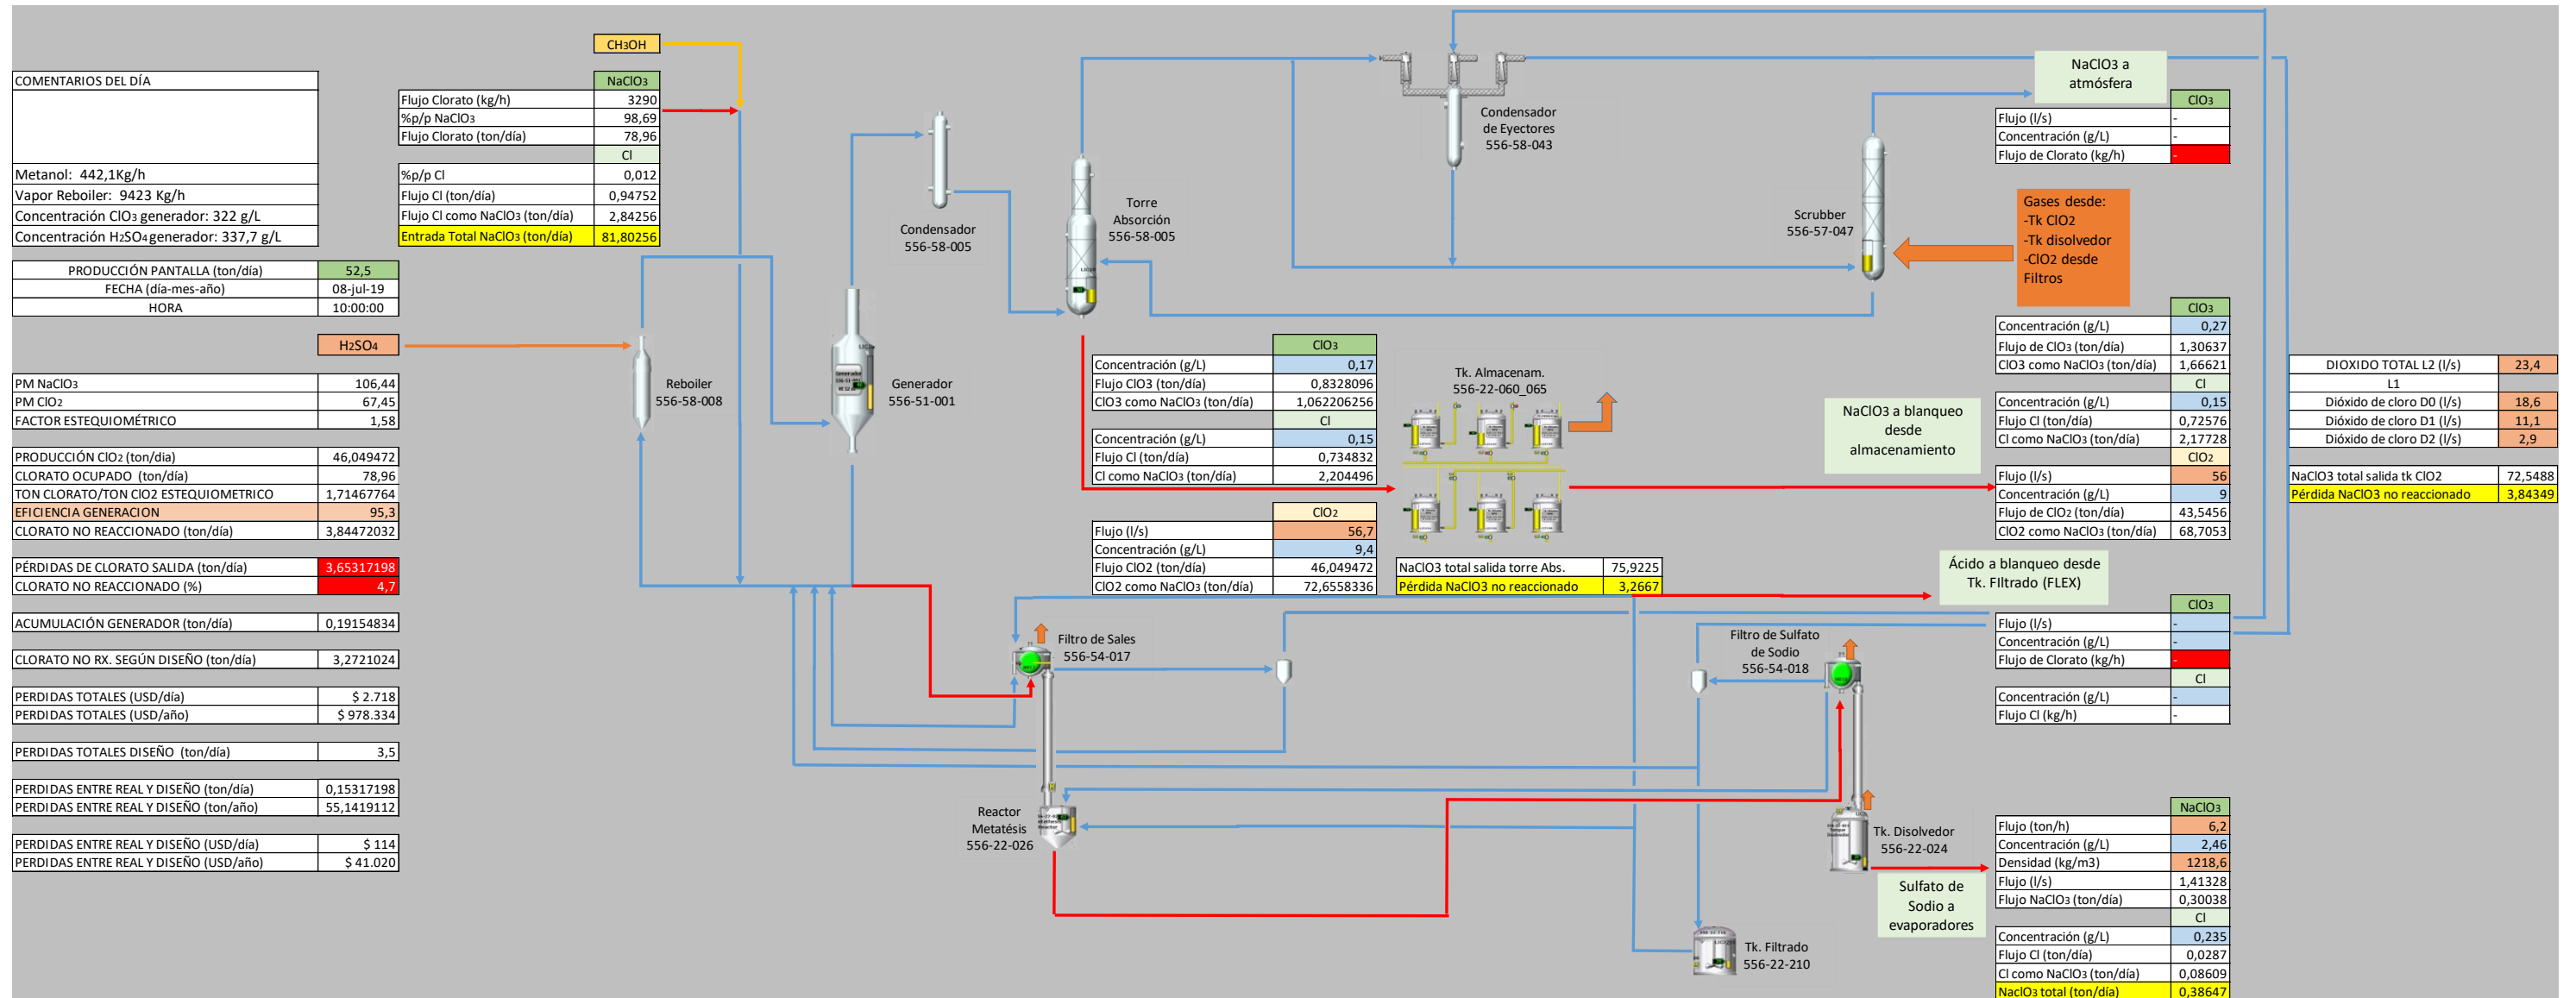 CH3OH
COMENTARIOS DEL DÍA
Metanol: 442,1Kg/h
Vapor Reboiler: 9423 Kg/h
Concentración ClO3 generador: 322 g/L
Concentración H2SO4 generador: 337,7 g/L
NaClO3
Flujo Clorato (kg/h) 3290
%p/p NaClO3 98,69
Flujo Clorato (ton/día) 78,96
Cl
%p/p Cl 0,012
Flujo Cl (ton/día) 0,94752
Flujo Cl como NaClO3 (ton/día) 2,84256
Entrada Total NaClO3 (ton/día) 81,80256
PRODUCCIÓN PANTALLA (ton/día) 52,5
FECHA (día-mes-año) 08-jul-19
HORA 10:00:00
H2SO4
PM NaClO3 106,44
PM ClO2 67,45
FACTOR ESTEQUIOMÉTRICO 1,58
PRODUCCIÓN ClO2 (ton/dia) 46,049472
CLORATO OCUPADO (ton/día) 78,96
TON CLORATO/TON ClO2 ESTEQUIOMETRICO 1,71467764
EFICIENCIA GENERACION 95,3
CLORATO NO REACCIONADO (ton/día) 3,84472032
PÉRDIDAS DE CLORATO SALIDA (ton/día) 3,65317198
CLORATO NO REACCIONADO (%) 4,7
ACUMULACIÓN GENERADOR (ton/día) 0,19154834
CLORATO NO RX. SEGÚN DISEÑO (ton/día) 3,2721024
PERDIDAS TOTALES (USD/día) $ 2.718
PERDIDAS TOTALES (USD/año) $ 978.334
PERDIDAS TOTALES DISEÑO (ton/día) 3,5
PERDIDAS ENTRE REAL Y DISEÑO (ton/día) 0,15317198
PERDIDAS ENTRE REAL Y DISEÑO (ton/año) 55,1419112
PERDIDAS ENTRE REAL Y DISEÑO (USD/día) $ 114
PERDIDAS ENTRE REAL Y DISEÑO (USD/año) $ 41.020
Reboiler
556-58-008
Generador
556-51-001
Condensador
556-58-005
Torre
Absorción
556-58-005
Condensador
de Eyectores
556-58-043
Scrubber
556-57-047
NaClO3 a
atmósfera
ClO3
Flujo (l/s) -
Concentración (g/L) -
Flujo de Clorato (kg/h) -
Gases desde:
-Tk ClO2
-Tk disolvedor
-ClO2 desde
Filtros
ClO3
Concentración (g/L) 0,17
Flujo ClO3 (ton/día) 0,8328096
ClO3 como NaClO3 (ton/día) 1,062206256
Cl
Concentración (g/L) 0,15
Flujo Cl (ton/día) 0,734832
Cl como NaClO3 (ton/día) 2,204496
ClO2
Flujo (l/s) 56,7
Concentración (g/L) 9,4
Flujo ClO2 (ton/día) 46,049472
ClO2 como NaClO3 (ton/día) 72,6558336
Tk. Almacenam.
556-22-060_065
NaClO3 total salida torre Abs. 75,9225
Pérdida NaClO3 no reaccionado 3,2667
NaClO3 a blanqueo
desde
almacenamiento
ClO3
Concentración (g/L) 0,27
Flujo de ClO3 (ton/día) 1,30637
ClO3 como NaClO3 (ton/día) 1,66621
Cl
Concentración (g/L) 0,15
Flujo Cl (ton/día) 0,72576
Cl como NaClO3 (ton/día) 2,17728
ClO2
Flujo (l/s) 56
Concentración (g/L) 9
Flujo de ClO2 (ton/día) 43,5456
ClO2 como NaClO3 (ton/día) 68,7053
DIOXIDO TOTAL L2 (l/s) 23,4
L1
Dióxido de cloro D0 (l/s) 18,6
Dióxido de cloro D1 (l/s) 11,1
Dióxido de cloro D2 (l/s) 2,9
NaClO3 total salida tk ClO2 72,5488
Pérdida NaClO3 no reaccionado 3,84349
Ácido a blanqueo desde
Tk. FIltrado (FLEX)
ClO3
Flujo (l/s) -
Concentración (g/L) -
Flujo de Clorato (kg/h) -
Cl
Concentración (g/L) -
Flujo Cl (kg/h) -
Filtro de Sales
556-54-017
Filtro de Sulfato
de Sodio
556-54-018
Reactor
Metatésis
556-22-026
Tk. Disolvedor
556-22-024
Sulfato de
Sodio a
evaporadores
Tk. Filtrado
556-22-210
NaClO3
Flujo (ton/h) 6,2
Concentración (g/L) 2,46
Densidad (kg/m3) 1218,6
Flujo (l/s) 1,41328
Flujo NaClO3 (ton/día) 0,30038
Cl
Concentración (g/L) 0,235
Flujo Cl (ton/día) 0,0287
Cl como NaClO3 (ton/día) 0,08609
NaclO3 total (ton/día) 0,38647